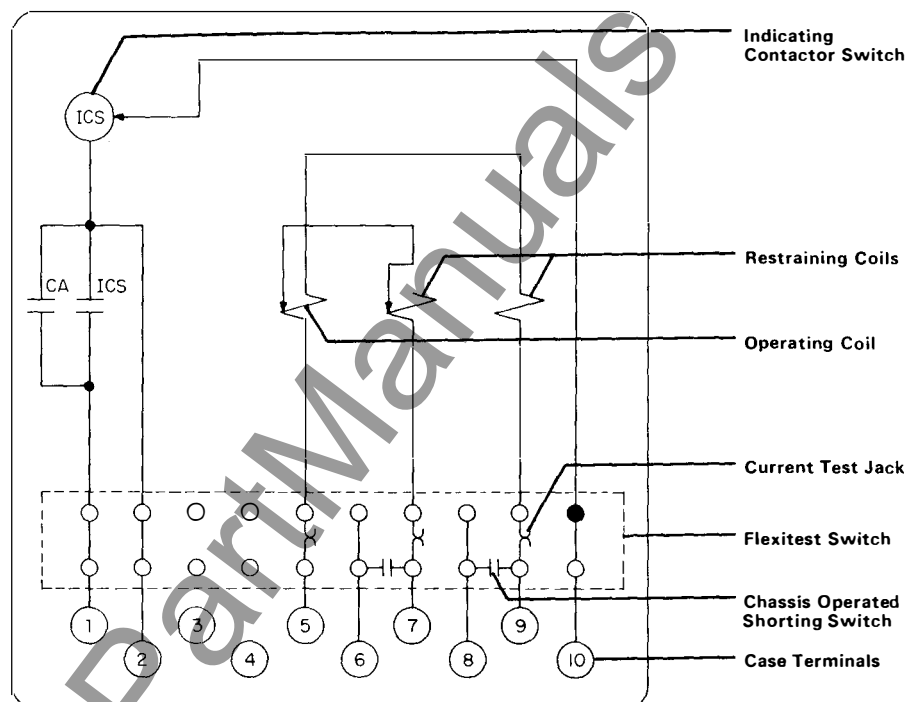 Indicating
Contactor Switch
ICS
CA
ICS
Restraining Coils
Operating Coil
Current Test Jack
Flexitest Switch
Chassis Operated
Shorting Switch
1
3
5
7
9
2
4
6
8
10
Case Terminals
DartManuals